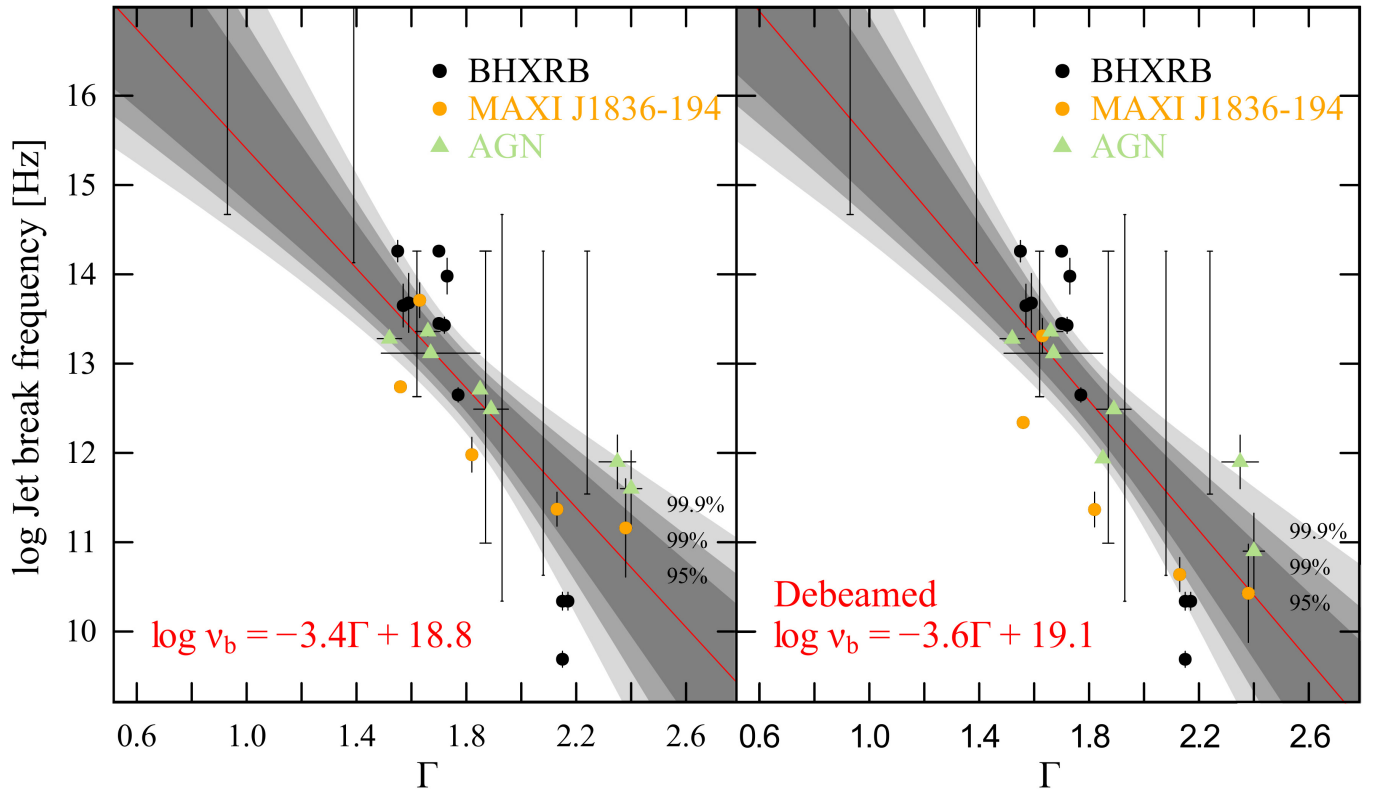 log Jet break frequency [Hz]
16
15
14
13
12
11
10
BHXRB
MAXI J1836-194
AGN
99.9%
99%
95%
log νb = −3.4Γ + 18.8
0.6 1.0 1.4 1.8 2.2 2.6
Γ
BHXRB
MAXI J1836-194
AGN
99.9%
99%
95%
Debeamed
log νb = −3.6Γ + 19.1
0.6 1.0 1.4 1.8 2.2 2.6
Γ